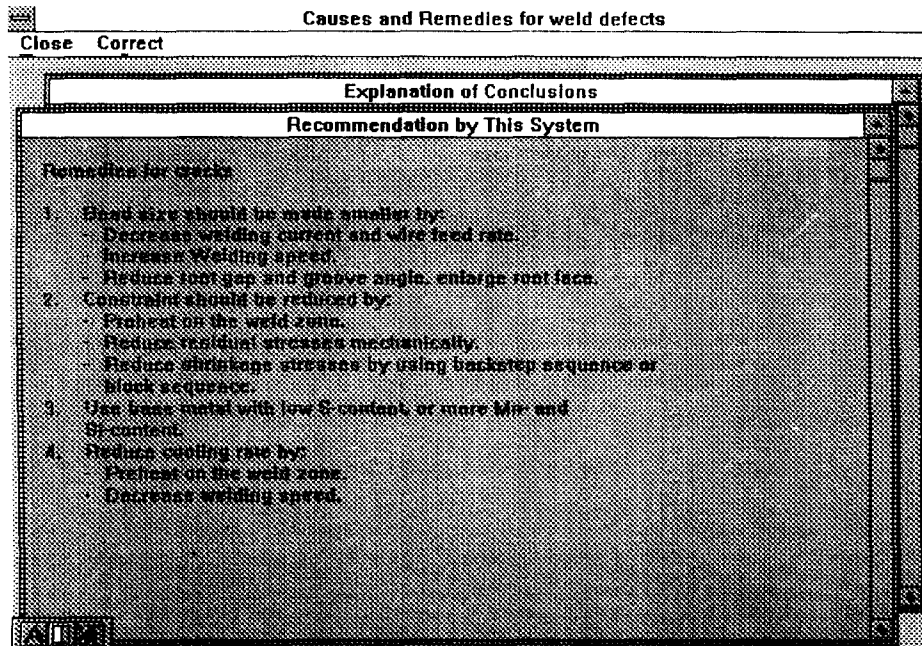 Causes and Remedies for weld defects
Close Correct
Explanation of Conclusions
Recommendation by This System
Remedies for cracks
1. Bead size should be made smaller by:
- Decrease welding current and wire feed rate.
- Increase Welding speed.
- Reduce root gap and groove angle, enlarge root face.
2. Constraint should be reduced by:
- Preheat on the weld zone.
- Reduce residual stresses mechanically.
- Reduce shrinkage stresses by using backstep sequence or
block sequence.
3. Use base metal with low S-content, or more Mn- and
Si-content.
4. Reduce cooling rate by:
- Preheat on the weld zone.
- Decrease welding speed.